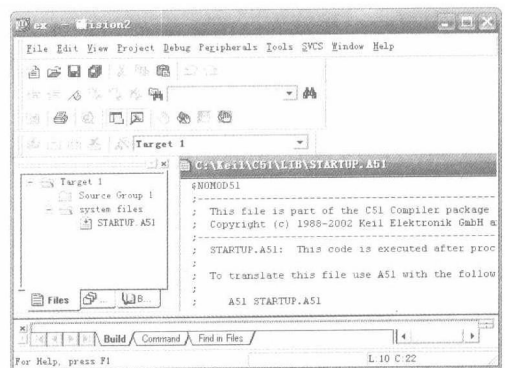 ex - µision2
File Edit View Project Debug Peripherals Tools SVCS Window Help
Target 1
C:\Keil\C51\LIB\STARTUP.A51
Target 1
Source Group 1
system files
STARTUP.A51
$NOMOD51
;------------------------------------------------
; This file is part of the C51 Compiler package
; Copyright (c) 1988-2002 Keil Elektronik GmbH a
;------------------------------------------------
; STARTUP.A51: This code is executed after proc
;
; To translate this file use A51 with the follow
;
; A51 STARTUP.A51
Files
B...
Build Command Find in Files
For Help, press F1
L:10 C:22